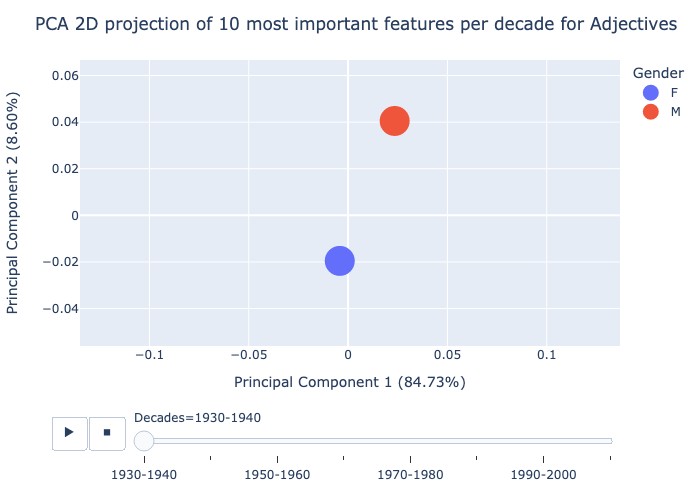 PCA 2D projection of 10 most important features per decade for Adjectives
Principal Component 2 (8.60%)
0.06
0.04
0.02
0
−0.02
−0.04
−0.1
−0.05
0
0.05
0.1
Principal Component 1 (84.73%)
Gender
F
M
Decades=1930-1940
1930-1940
1950-1960
1970-1980
1990-2000